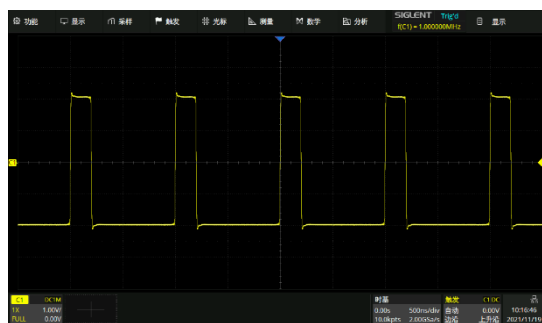 功能 显示 采样 触发 光标 测量 数学 分析 SIGLENT Trig'd 显示
f(C1) = 1.000000MHz
C1
C1 DC1M 时基 触发 C1 DC
1X 1.00V/ 0.00s 500ns/div 自动 0.00V 10:16:46
FULL 0.00V 10.0kpts 2.00GSa/s 边沿 上升沿 2021/11/19